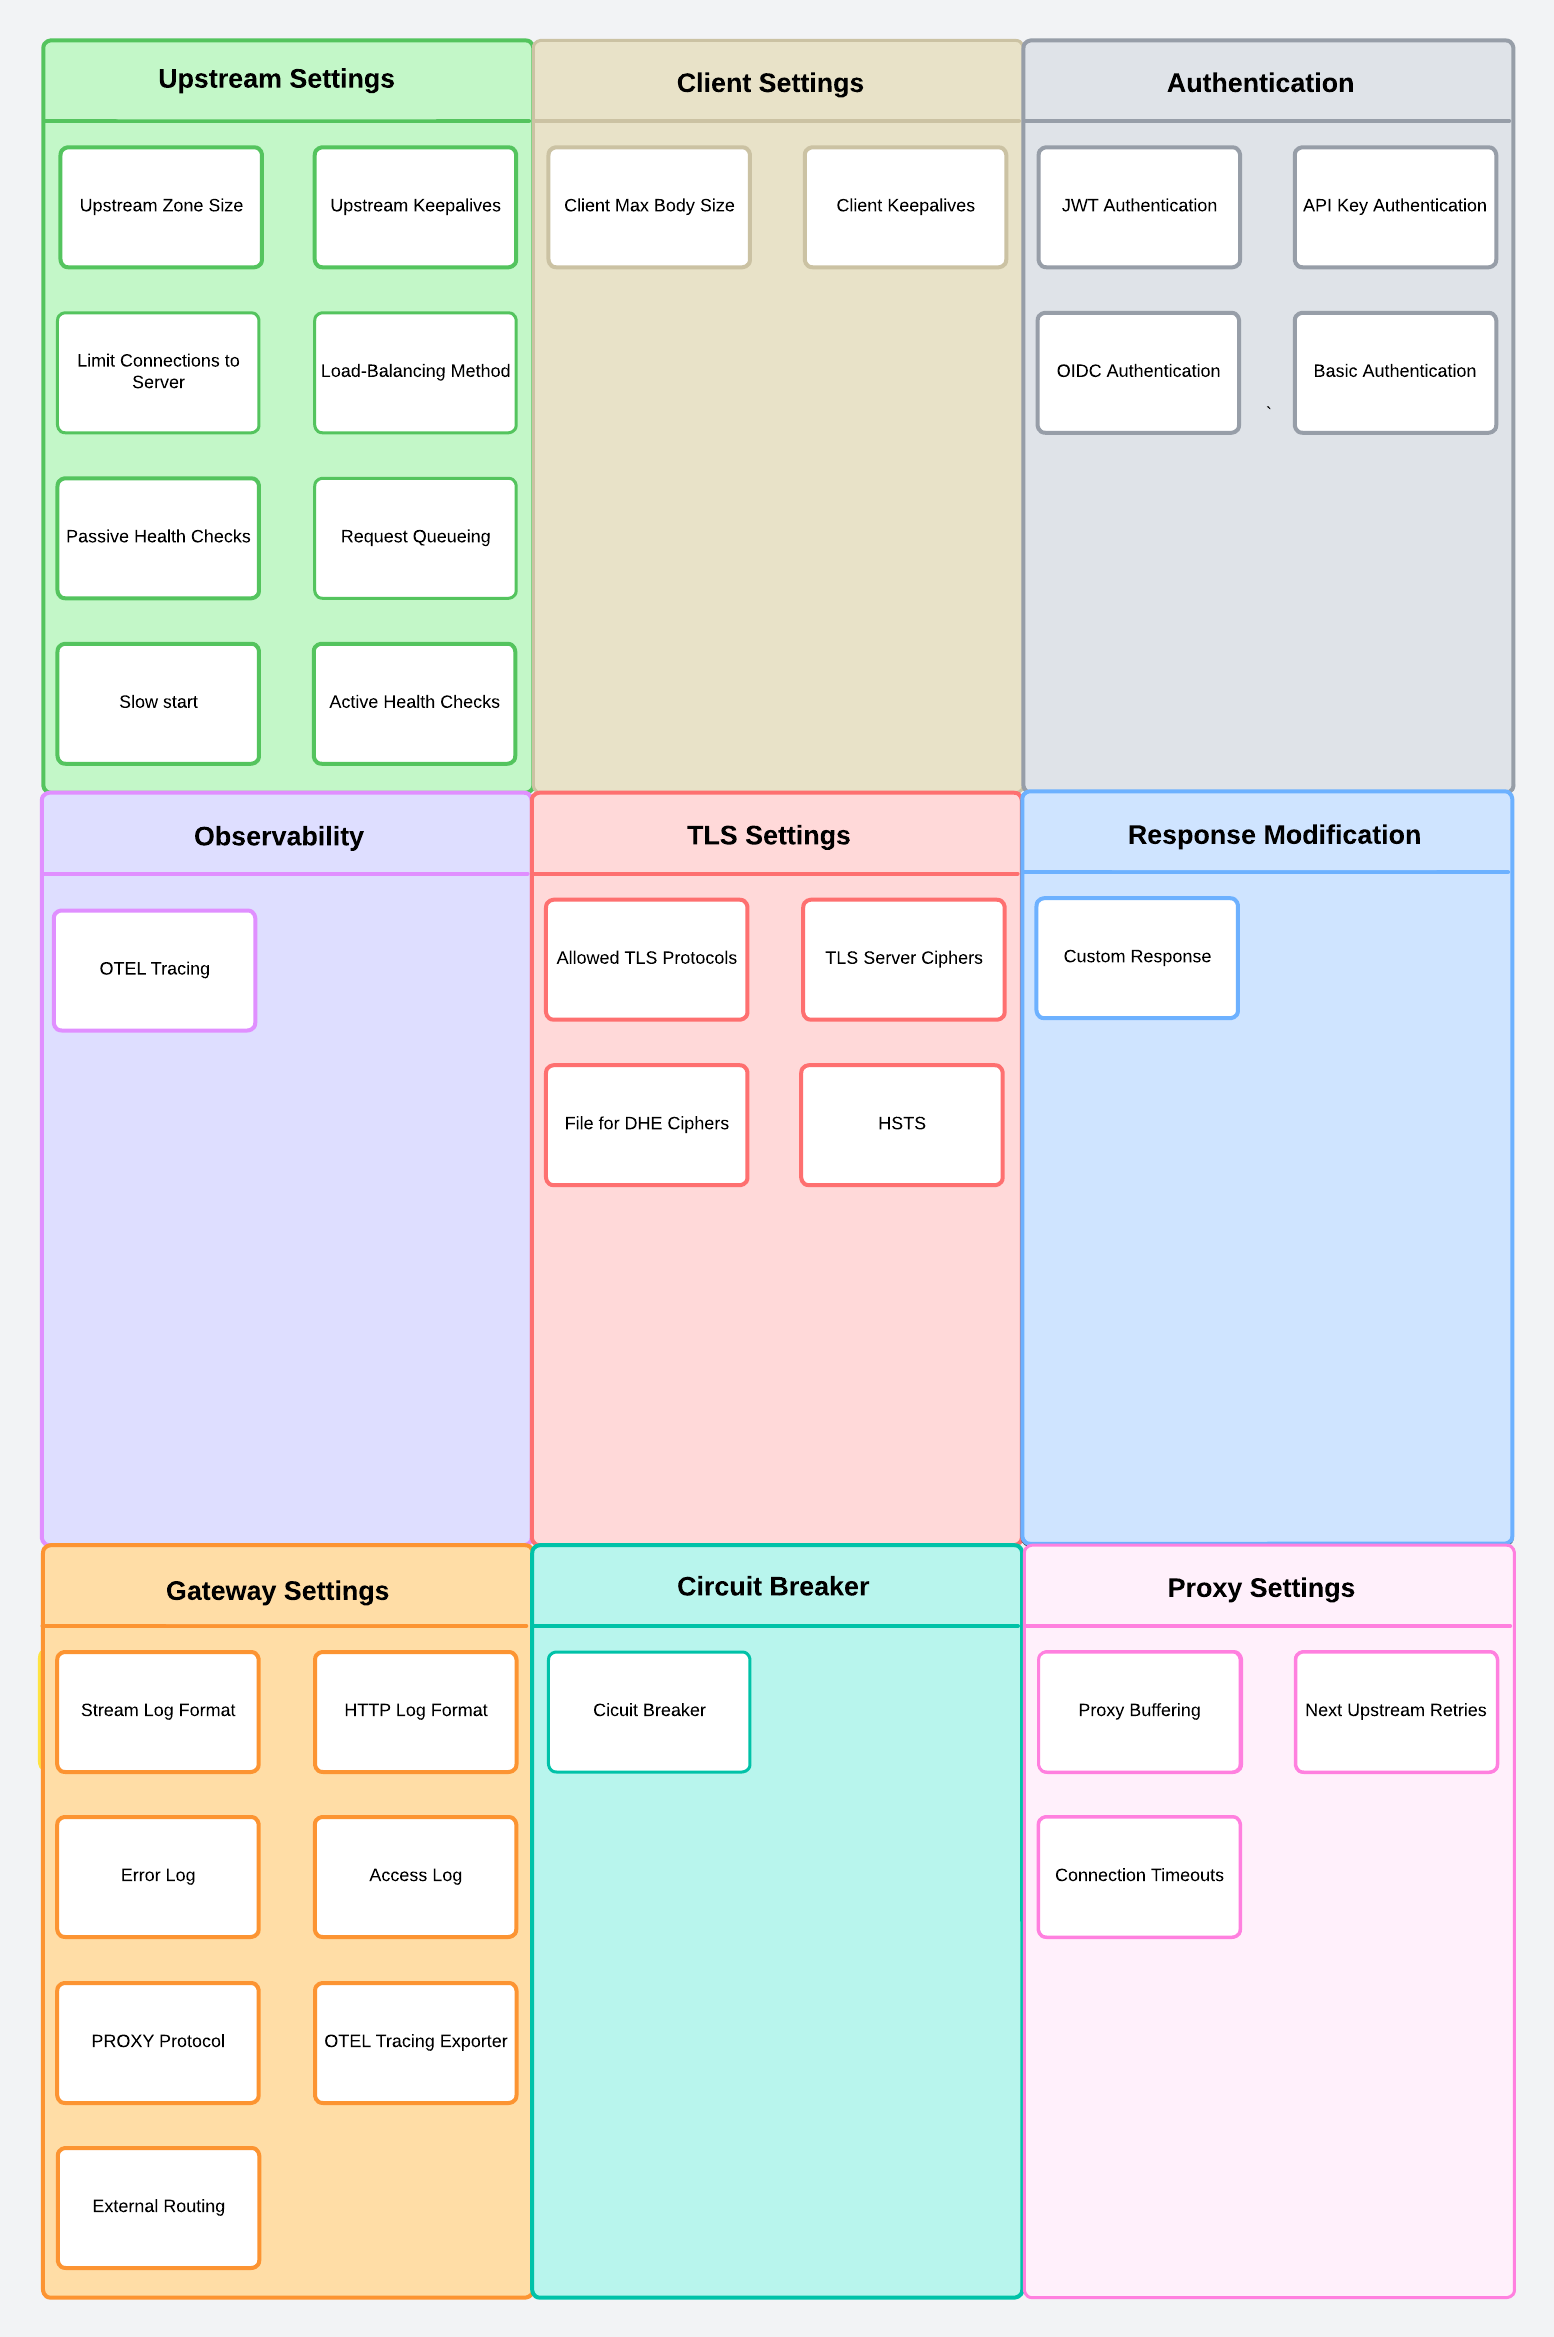 Upstream Settings
Upstream Zone Size
Upstream Keepalives
Limit Connections to
Server
Load-Balancing Method
Passive Health Checks
Request Queueing
Slow start
Active Health Checks
Client Settings
Client Max Body Size
Client Keepalives
Authentication
JWT Authentication
API Key Authentication
OIDC Authentication
`
Basic Authentication
Observability
OTEL Tracing
TLS Settings
Allowed TLS Protocols
TLS Server Ciphers
File for DHE Ciphers
HSTS
Response Modification
Custom Response
Gateway Settings
Stream Log Format
HTTP Log Format
Error Log
Access Log
PROXY Protocol
OTEL Tracing Exporter
External Routing
Circuit Breaker
Cicuit Breaker
Proxy Settings
Proxy Buffering
Next Upstream Retries
Connection Timeouts